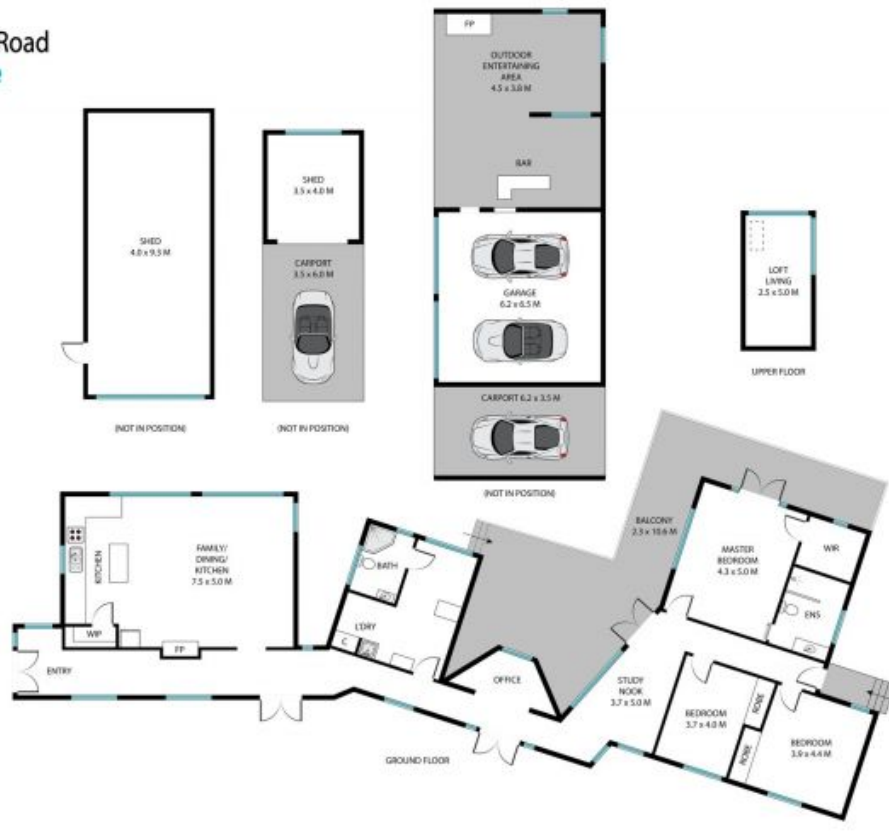 Road
FP
OUTDOOR
ENTERTAINING
AREA
4.5 x 3.8 M
BAR
SHED
3.5 x 4.0 M
SHED
4.0 x 9.5 M
CARPORT
3.5 x 6.0 M
GARAGE
6.2 x 6.5 M
LOFT
LIVING
2.5 x 5.0 M
UPPER FLOOR
CARPORT 6.2 x 3.5 M
(NOT IN POSITION)
(NOT IN POSITION)
(NOT IN POSITION)
BALCONY
2.3 x 10.6 M
MASTER
BEDROOM
4.3 x 5.0 M
WIR
ENS
KITCHEN
FAMILY/
DINING/
KITCHEN
7.5 x 5.0 M
BATH
L'DRY
C
WIP
FP
ENTRY
OFFICE
STUDY
NOOK
3.7 x 5.0 M
BEDROOM
3.7 x 4.0 M
ROBE
ROBE
BEDROOM
3.9 x 4.4 M
GROUND FLOOR